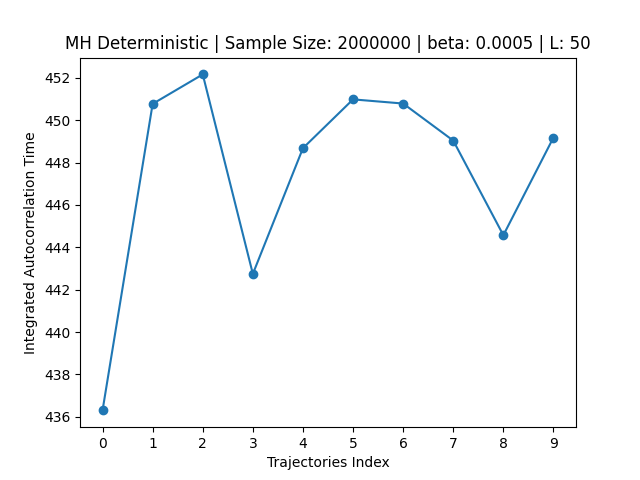 MH Deterministic | Sample Size: 2000000 | beta: 0.0005 | L: 50
452
450
448
446
444
442
440
438
436
Integrated Autocorrelation Time
0 1 2 3 4 5 6 7 8 9
Trajectories Index